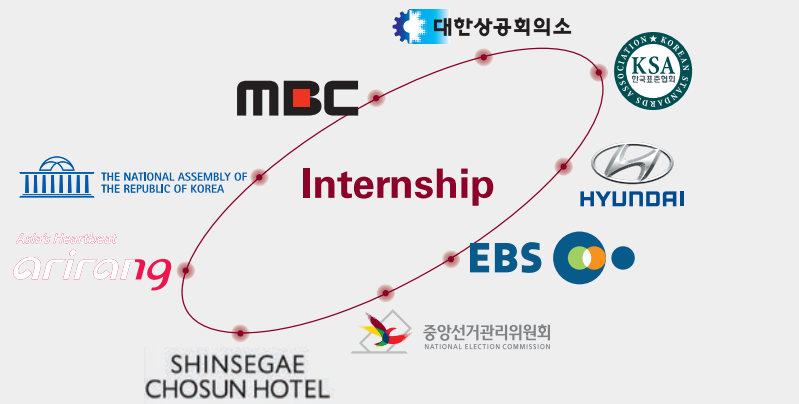 대한상공회의소
KOREAN STANDARDS ASSOCIATION
KSA
한국표준협회
MBC
THE NATIONAL ASSEMBLY OF
THE REPUBLIC OF KOREA
Internship
HYUNDAI
Asia's Heartbeat
arirang
EBS
중앙선거관리위원회
NATIONAL ELECTION COMMISSION
SHINSEGAE
CHOSUN HOTEL